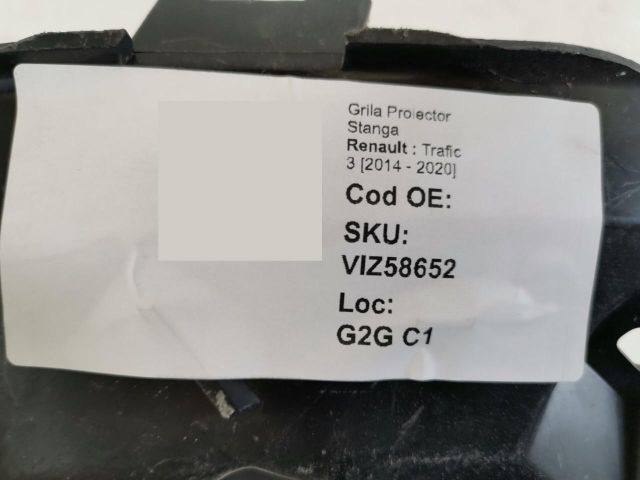 Grila Proiector
Stanga
Renault : Trafic
3 [2014 - 2020]
Cod OE:
SKU:
VIZ58652
Loc:
G2G C1